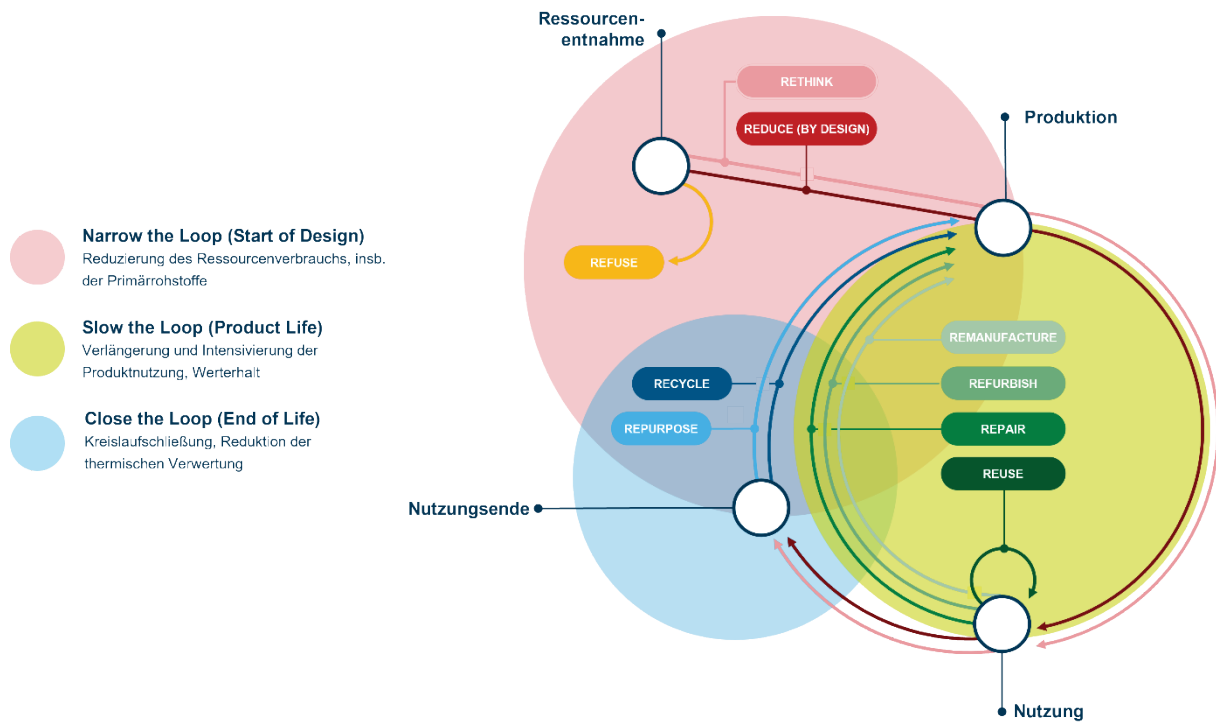 Ressourcen-
entnahme
RETHINK
REDUCE (BY DESIGN)
Produktion
Narrow the Loop (Start of Design)
Reduzierung des Ressourcenverbrauchs, insb.
der Primärrohstoffe
REFUSE
Slow the Loop (Product Life)
Verlängerung und Intensivierung der
Produktnutzung, Werterhalt
REMANUFACTURE
RECYCLE
REFURBISH
REPURPOSE
REPAIR
Close the Loop (End of Life)
Kreislaufschließung, Reduktion der
thermischen Verwertung
REUSE
Nutzungsende
Nutzung